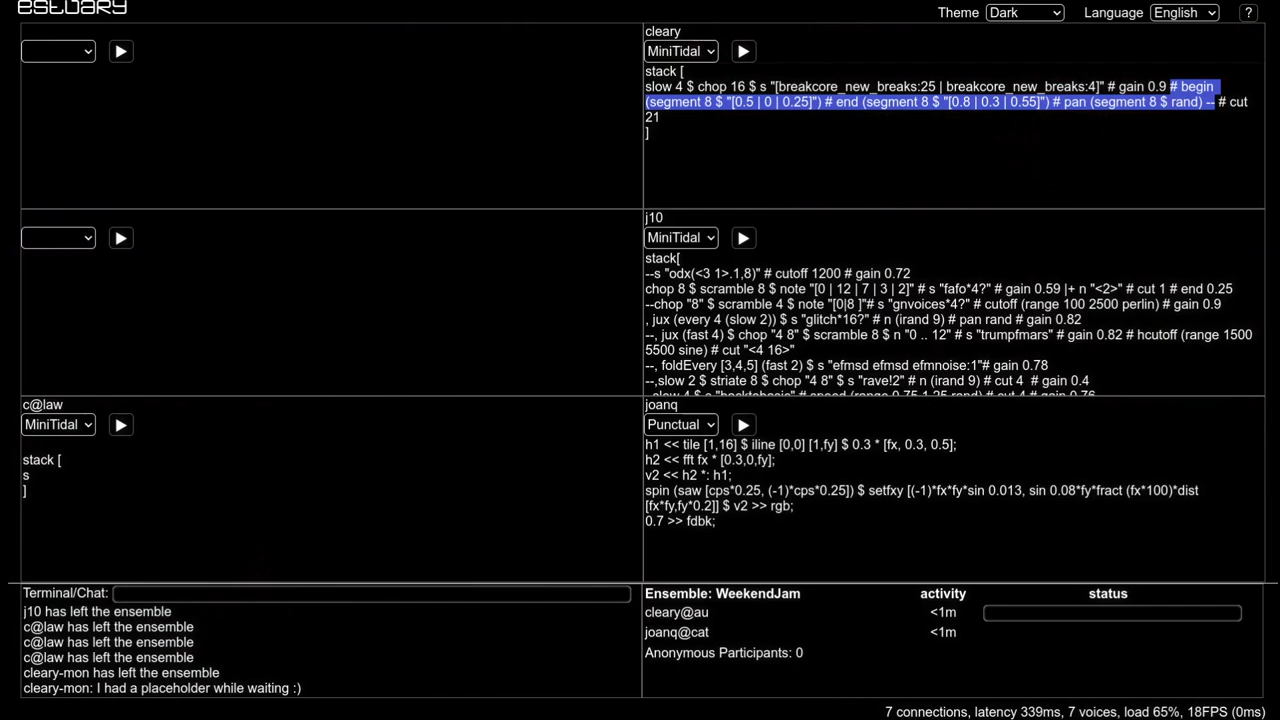 estuary
Theme Dark Language English ?
cleary
MiniTidal
stack [
slow 4 $ chop 16 $ s "[breakcore_new_breaks:25 | breakcore_new_breaks:4]" # gain 0.9 # begin
(segment 8 $ "[0.5 | 0 | 0.25]") # end (segment 8 $ "[0.8 | 0.3 | 0.55]") # pan (segment 8 $ rand) -- # cut
21
]
j10
MiniTidal
stack[
--s "odx(<3 1>.1,8)" # cutoff 1200 # gain 0.72
chop 8 $ scramble 8 $ note "[0 | 12 | 7 | 3 | 2]" # s "fafo*4?" # gain 0.59 |+ n "<2>" # cut 1 # end 0.25
--chop "8" $ scramble 4 $ note "[0|8 ]"# s "gnvoices*4?" # cutoff (range 100 2500 perlin) # gain 0.9
, jux (every 4 (slow 2)) $ s "glitch*16?" # n (irand 9) # pan rand # gain 0.82
--, jux (fast 4) $ chop "4 8" $ scramble 8 $ n "0 .. 12" # s "trumpfmars" # gain 0.82 # hcutoff (range 1500
5500 sine) # cut "<4 16>"
--, foldEvery [3,4,5] (fast 2) $ s "efmsd efmsd efmnoise:1"# gain 0.78
--,slow 2 $ striate 8 $ chop "4 8" $ s "rave!2" # n (irand 9) # cut 4  # gain 0.4
c@law
MiniTidal
stack [
s
]
joanq
Punctual
h1 << tile [1,16] $ iline [0,0] [1,fy] $ 0.3 * [fx, 0.3, 0.5];
h2 << fft fx * [0.3,0,fy];
v2 << h2 *: h1;
spin (saw [cps*0.25, (-1)*cps*0.25]) $ setfxy [(-1)*fx*fy*sin 0.013, sin 0.08*fy*fract (fx*100)*dist
[fx*fy,fy*0.2]] $ v2 >> rgb;
0.7 >> fdbk;
Terminal/Chat:
j10 has left the ensemble
c@law has left the ensemble
c@law has left the ensemble
c@law has left the ensemble
cleary-mon has left the ensemble
cleary-mon: I had a placeholder while waiting :)
Ensemble: WeekendJam activity status
cleary@au <1m
joanq@cat <1m
Anonymous Participants: 0
7 connections, latency 339ms, 7 voices, load 65%, 18FPS (0ms)